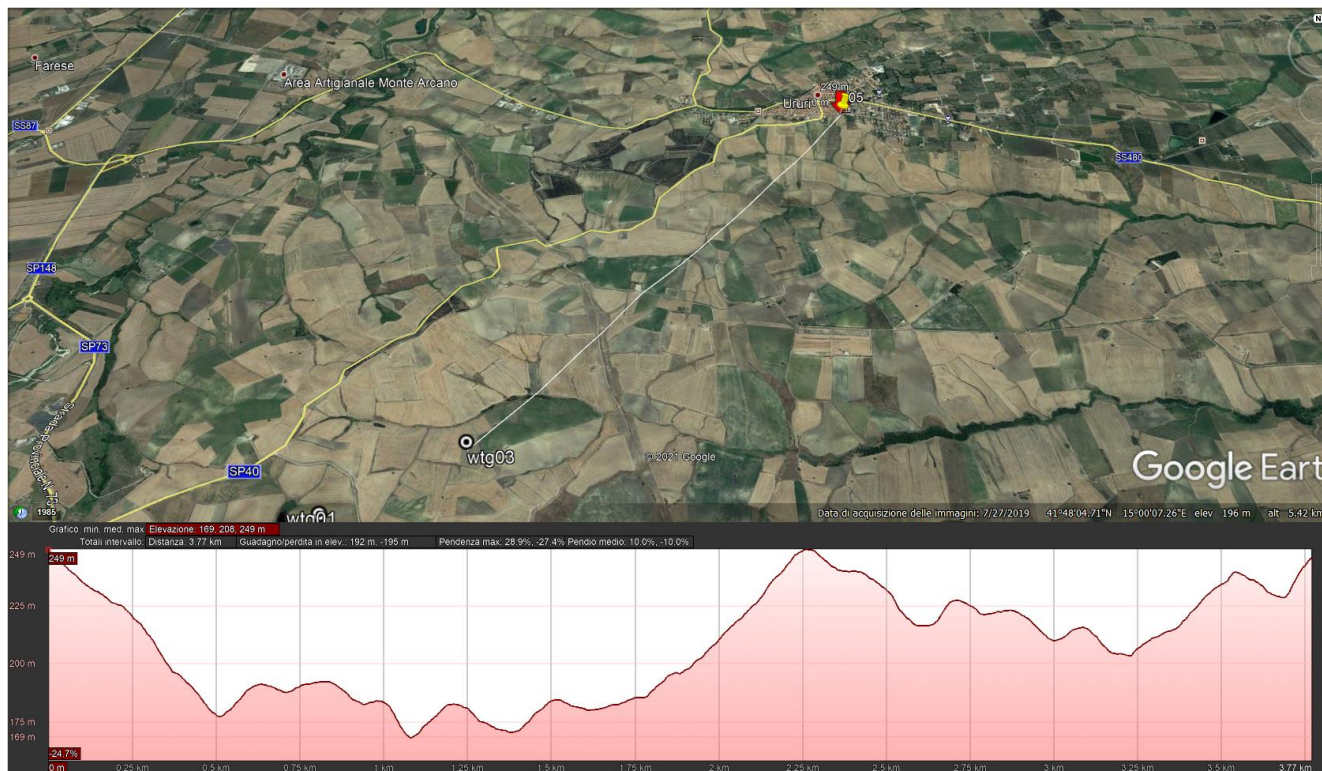 N
Farese
Area Artigianale Monte Arcano
249 m
Ururi
0 m
05
SS87
SS480
SP148
SP73
SP40
wtg03
© 2021 Google
Google Eart
wtg01
1985
Data di acquisizione delle immagini: 7/27/2019 41°48'04.71"N 15°00'07.26"E elev 196 m alt 5.42 km
Grafico: min. med. max Elevazione: 169, 208, 249 m
Totali intervallo: Distanza: 3.77 km Guadagno/perdita in elev.: 192 m. -195 m Pendenza max: 28.9%, -27.4% Pendio medio: 10.0%, -10.0%
249 m
249 m
225 m
200 m
175 m
169 m
-24.7%
0 m 0.25 km 0.5 km 0.75 km 1 km 1.25 km 1.5 km 1.75 km 2 km 2.25 km 2.5 km 2.75 km 3 km 3.25 km 3.5 km 3.77 km